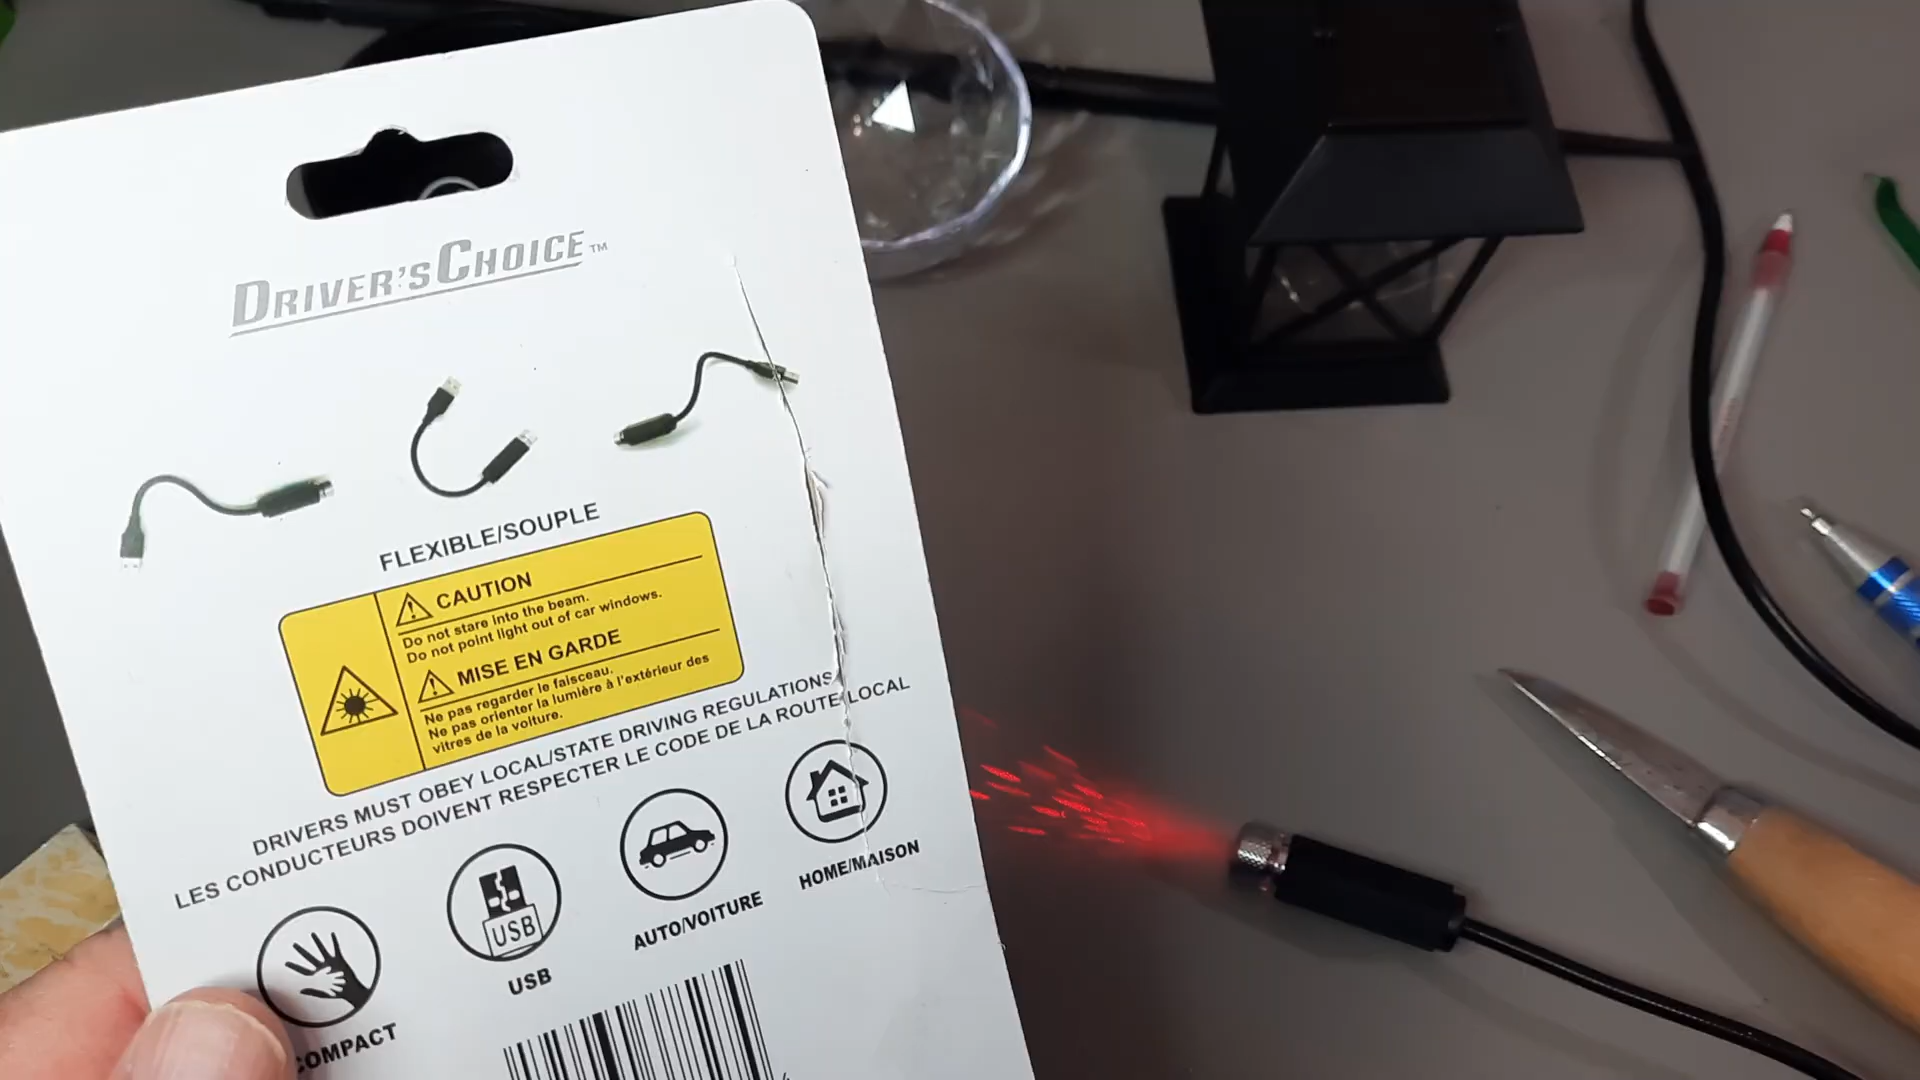 DRIVER'S CHOICE™
FLEXIBLE/SOUPLE
CAUTION
Do not stare into the beam.
Do not point light out of car windows.
MISE EN GARDE
Ne pas regarder le faisceau.
Ne pas orienter la lumière à l'extérieur des
vitres de la voiture.
DRIVERS MUST OBEY LOCAL/STATE DRIVING REGULATIONS
LES CONDUCTEURS DOIVENT RESPECTER LE CODE DE LA ROUTE LOCAL
COMPACT
USB
USB
AUTO/VOITURE
HOME/MAISON